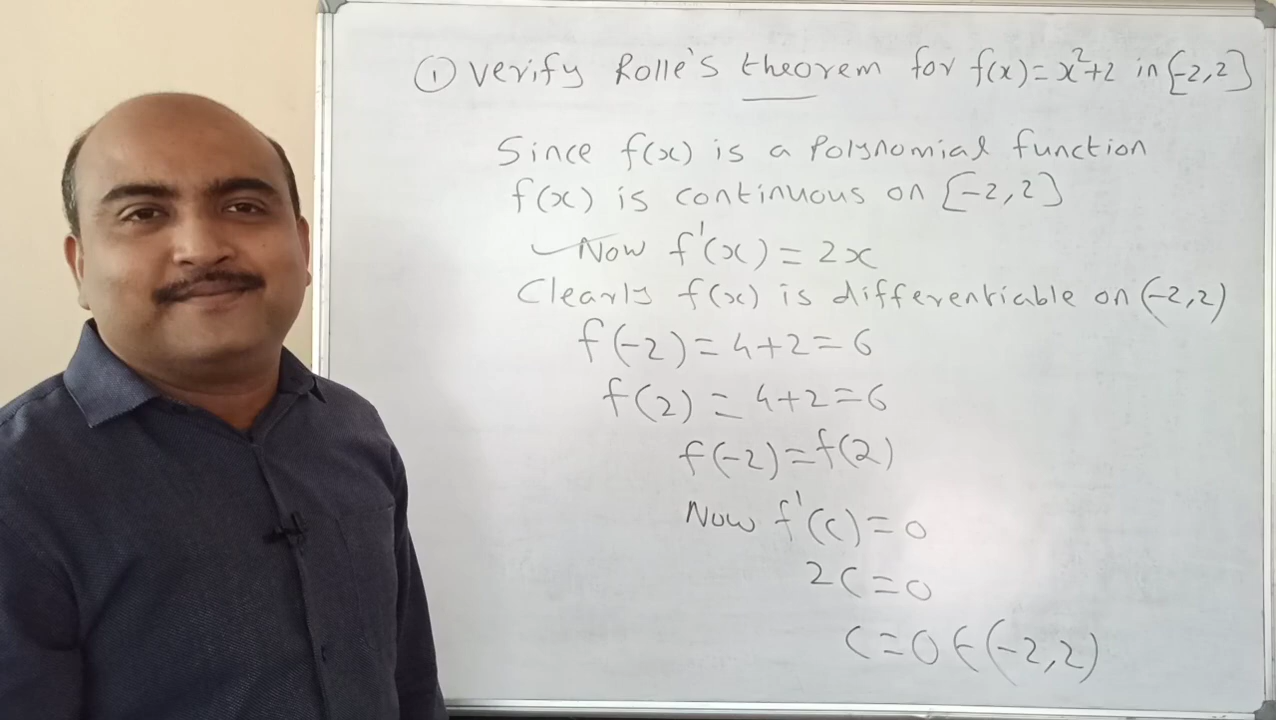 ① Verify Rolle's theorem for f(x) = x²+2 in [-2,2]
Since f(x) is a Polynomial function
f(x) is continuous on [-2,2]
Now f'(x) = 2x
Clearly f(x) is differentiable on (-2,2)
f(-2) = 4+2 = 6
f(2) = 4+2 = 6
f(-2) = f(2)
Now f'(c) = 0
2c = 0
c = 0 ∈ (-2,2)